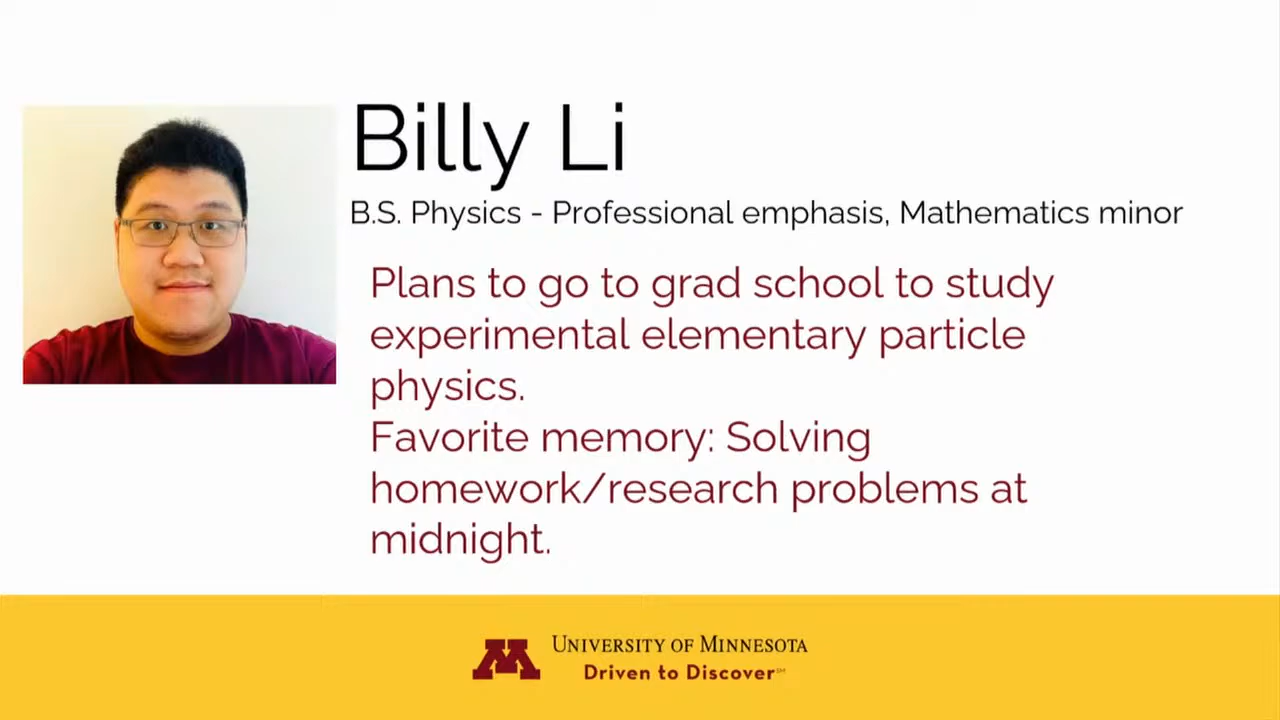 Billy Li
B.S. Physics - Professional emphasis, Mathematics minor
Plans to go to grad school to study
experimental elementary particle
physics.
Favorite memory: Solving
homework/research problems at
midnight.
M
UNIVERSITY OF MINNESOTA
Driven to Discover℠